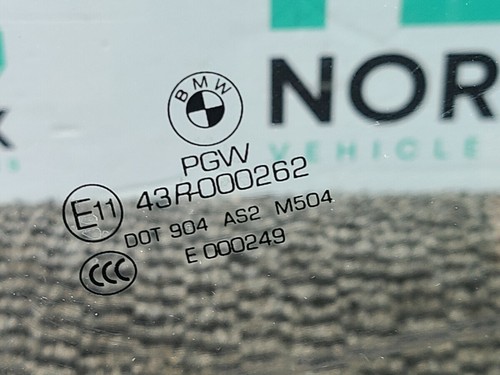 BMW
PGW
43R-000262
E11
DOT 904 AS2 M504
CCC
E 000249
NOR
VEHICLE
K